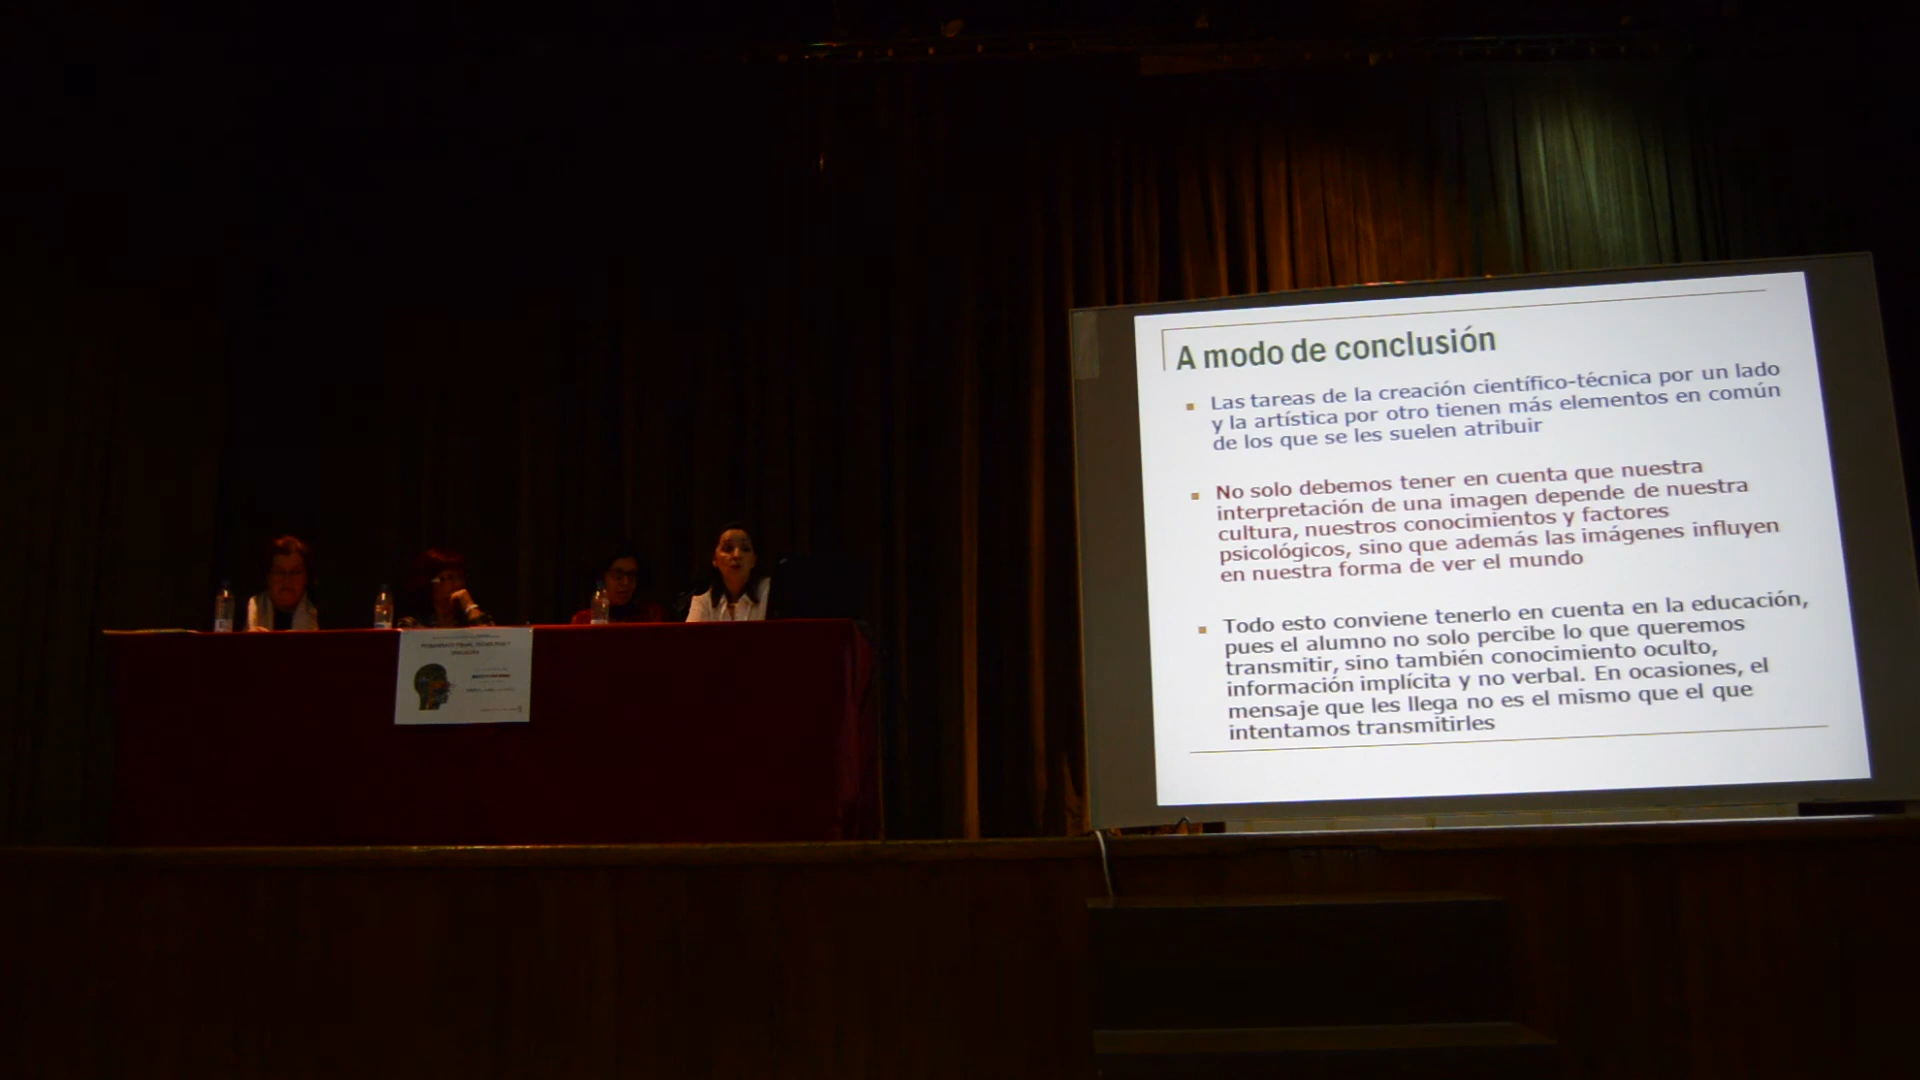 A modo de conclusión
Las tareas de la creación científico-técnica por un lado
y la artística por otro tienen más elementos en común
de los que se les suelen atribuir
No solo debemos tener en cuenta que nuestra
interpretación de una imagen depende de nuestra
cultura, nuestros conocimientos y factores
psicológicos, sino que además las imágenes influyen
en nuestra forma de ver el mundo
Todo esto conviene tenerlo en cuenta en la educación,
pues el alumno no solo percibe lo que queremos
transmitir, sino también conocimiento oculto,
información implícita y no verbal. En ocasiones, el
mensaje que les llega no es el mismo que el que
intentamos transmitirles